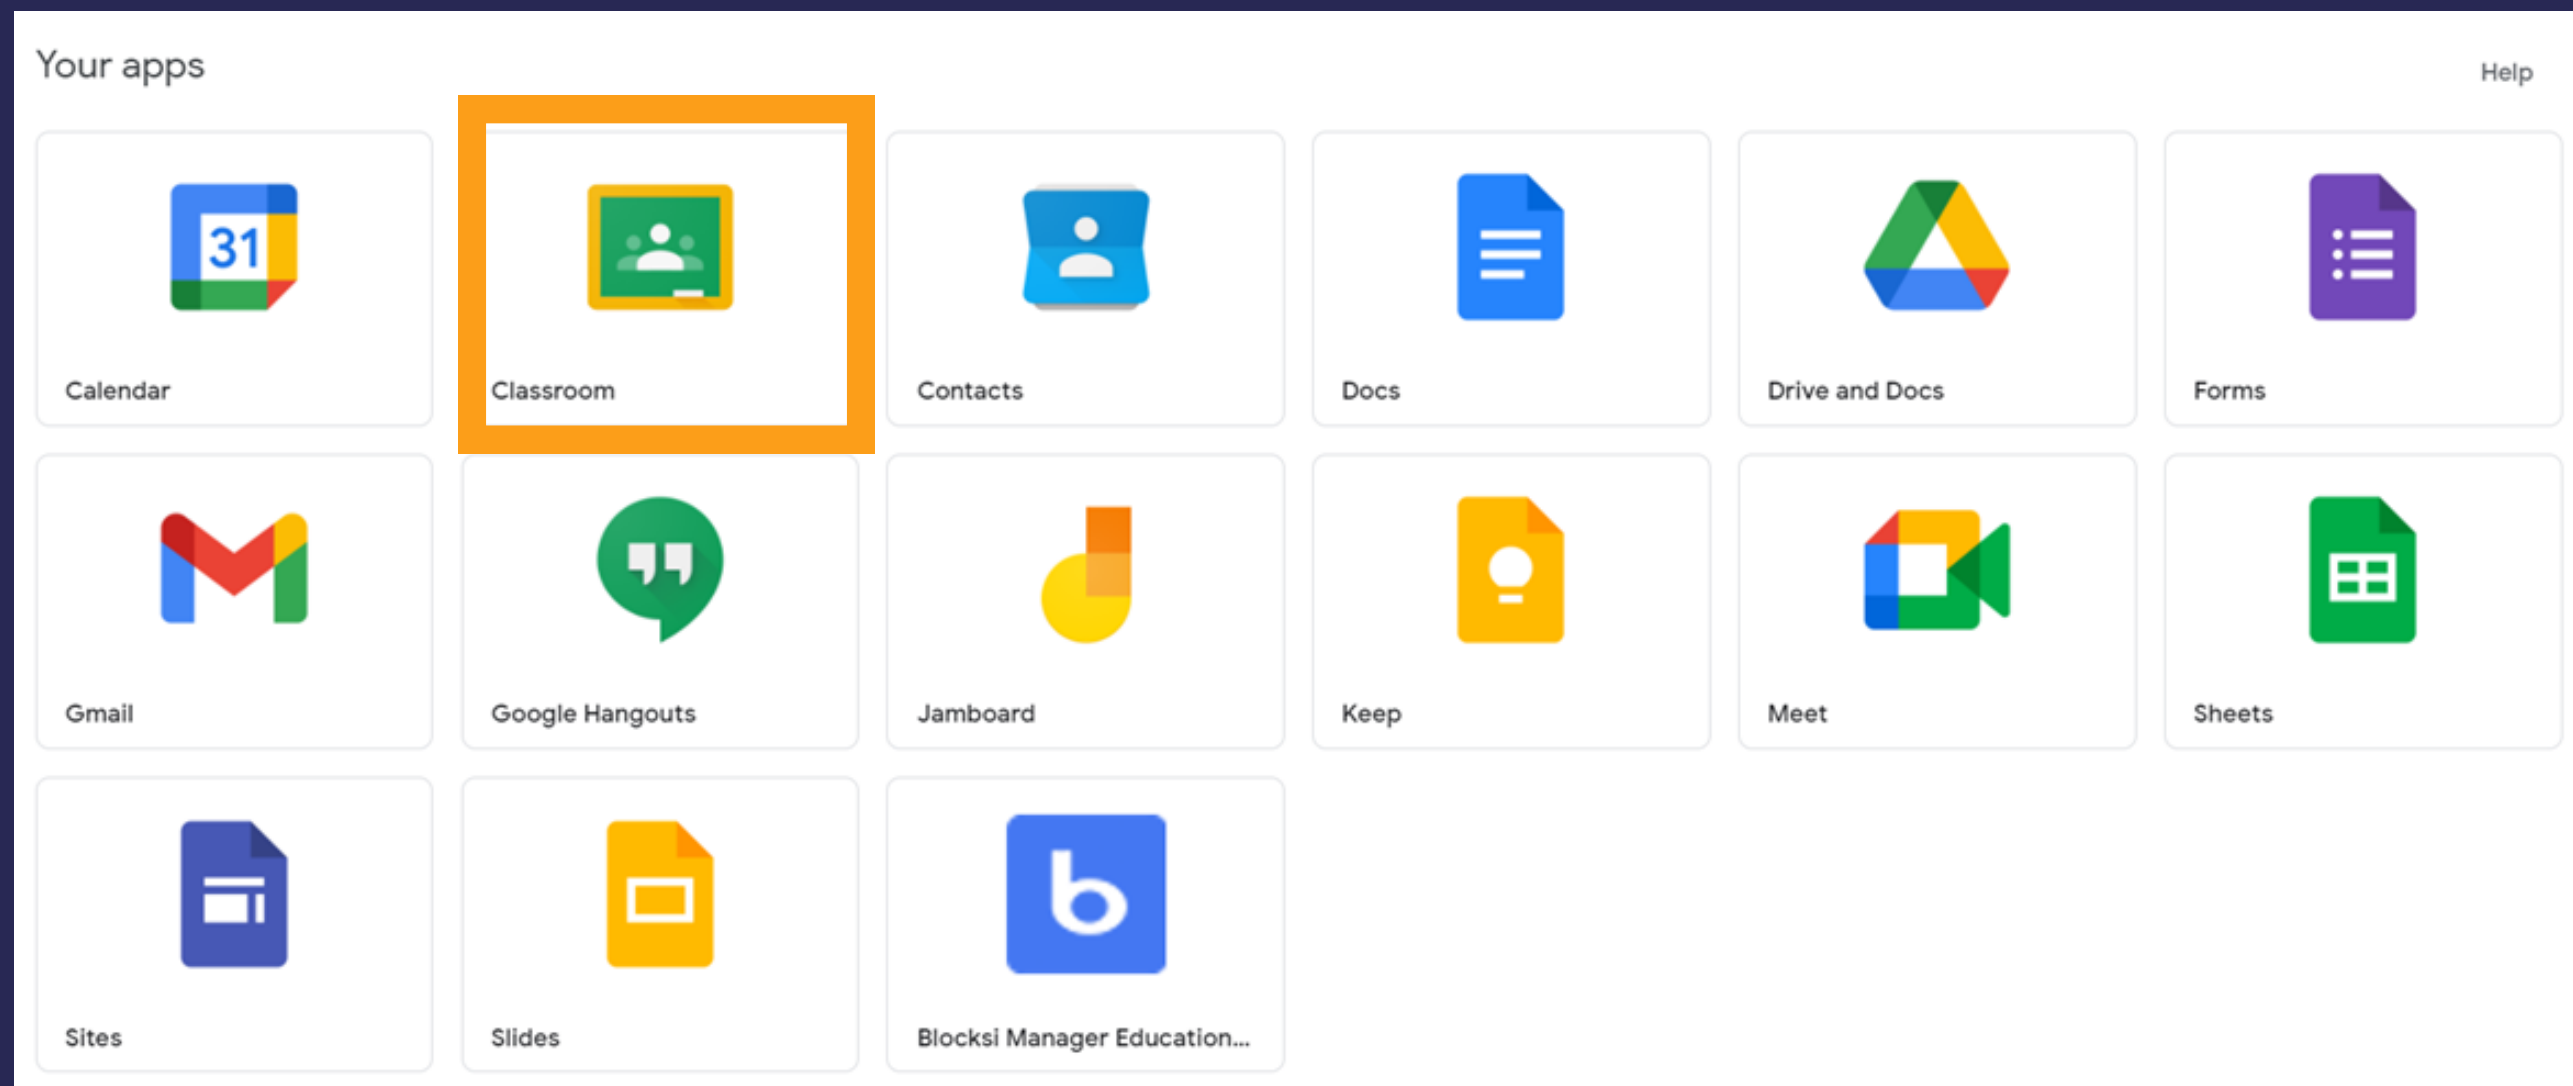 Your apps
Help
31
Calendar
Classroom
Contacts
Docs
Drive and Docs
Forms
Gmail
Google Hangouts
Jamboard
Keep
Meet
Sheets
b
Sites
Slides
Blocksi Manager Education...